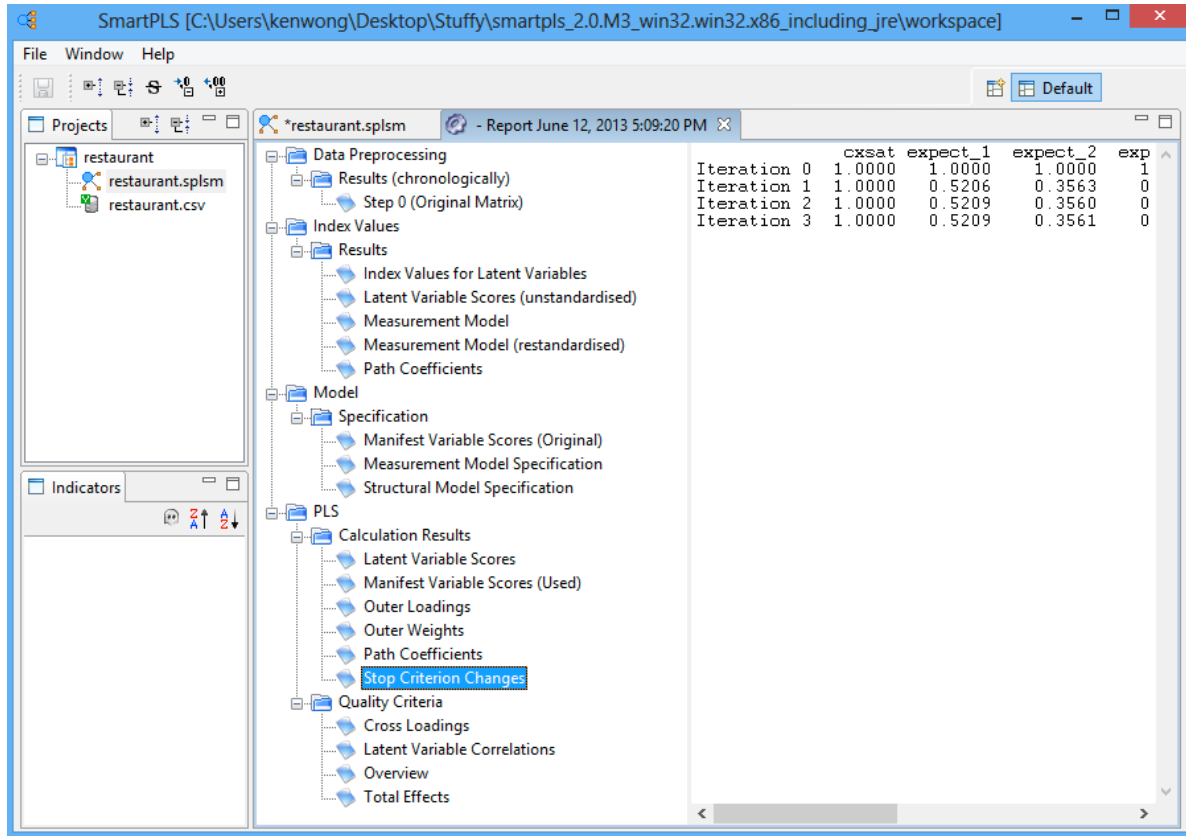 SmartPLS [C:\Users\kenwong\Desktop\Stuffy\smartpls_2.0.M3_win32.win32.x86_including_jre\workspace]
File Window Help
Default
Projects
restaurant
restaurant.splsm
restaurant.csv
Indicators
*restaurant.splsm
- Report June 12, 2013 5:09:20 PM
Data Preprocessing
Results (chronologically)
Step 0 (Original Matrix)
Index Values
Results
Index Values for Latent Variables
Latent Variable Scores (unstandardised)
Measurement Model
Measurement Model (restandardised)
Path Coefficients
Model
Specification
Manifest Variable Scores (Original)
Measurement Model Specification
Structural Model Specification
PLS
Calculation Results
Latent Variable Scores
Manifest Variable Scores (Used)
Outer Loadings
Outer Weights
Path Coefficients
Stop Criterion Changes
Quality Criteria
Cross Loadings
Latent Variable Correlations
Overview
Total Effects
cxsat expect_1 expect_2 exp
Iteration 0 1.0000 1.0000 1.0000 1
Iteration 1 1.0000 0.5206 0.3563 0
Iteration 2 1.0000 0.5209 0.3560 0
Iteration 3 1.0000 0.5209 0.3561 0